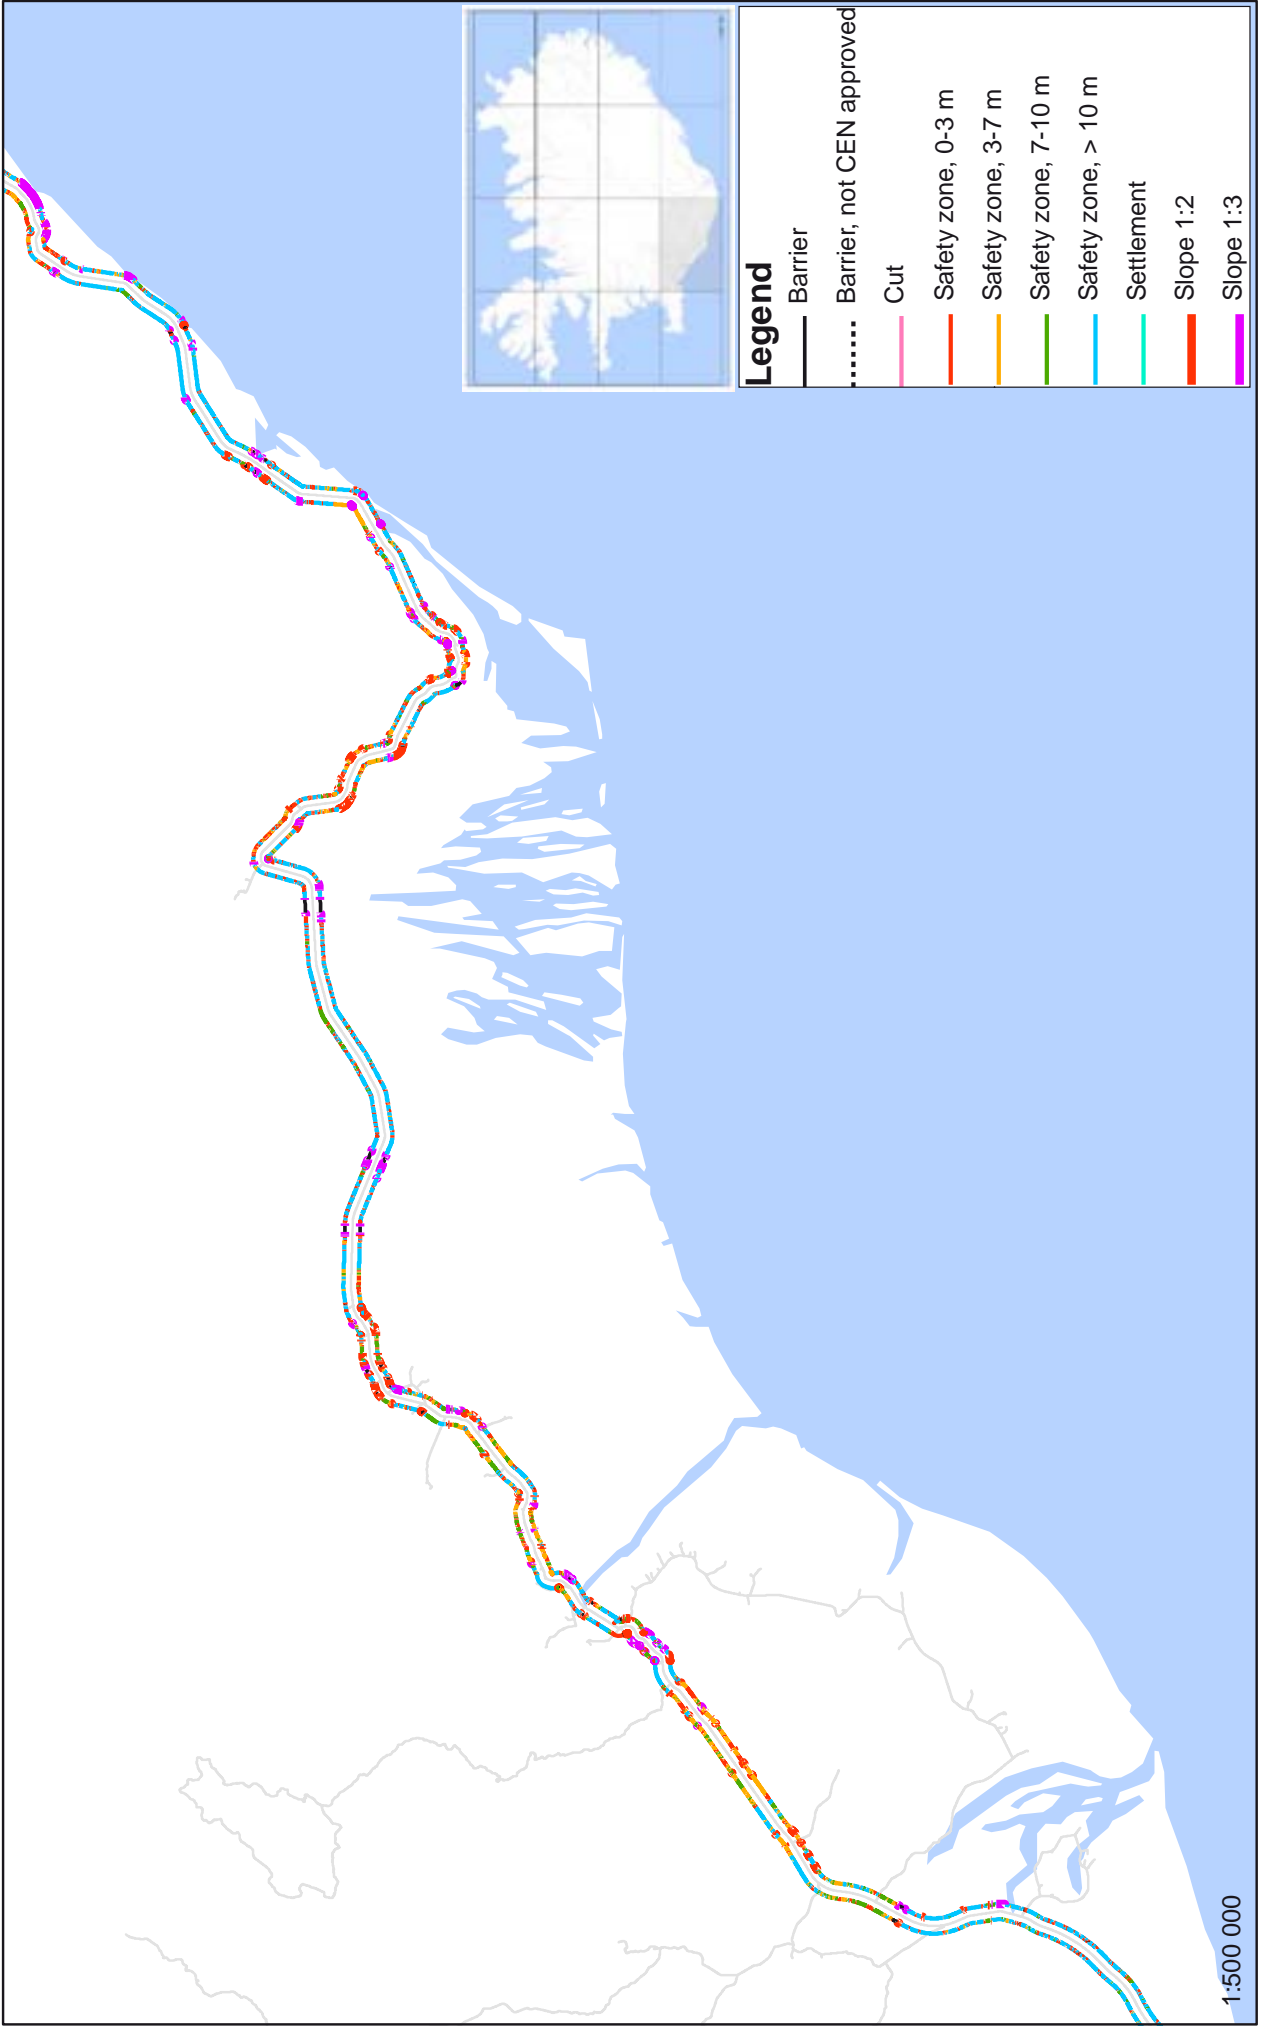 Legend
Barrier
Barrier, not CEN approved
Cut
Safety zone, 0-3 m
Safety zone, 3-7 m
Safety zone, 7-10 m
Safety zone, > 10 m
Settlement
Slope 1:2
Slope 1:3
1:500 000